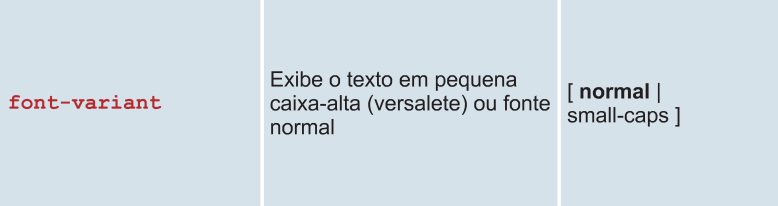 font-variant
Exibe o texto em pequena
caixa-alta (versalete) ou fonte
normal
[ normal |
small-caps ]